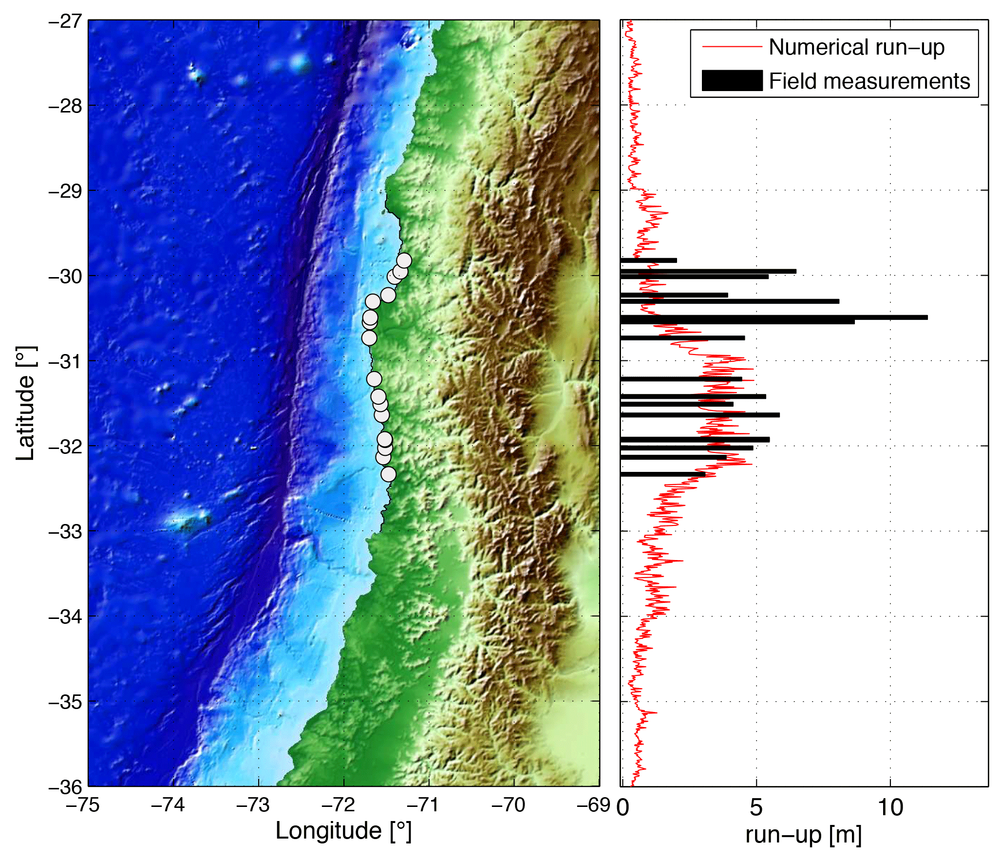 −27
−28
−29
−30
−31
−32
−33
−34
−35
−36
Latitude [°]
−75 −74 −73 −72 −71 −70 −69
Longitude [°]
Numerical run−up
Field measurements
0 5 10
run−up [m]